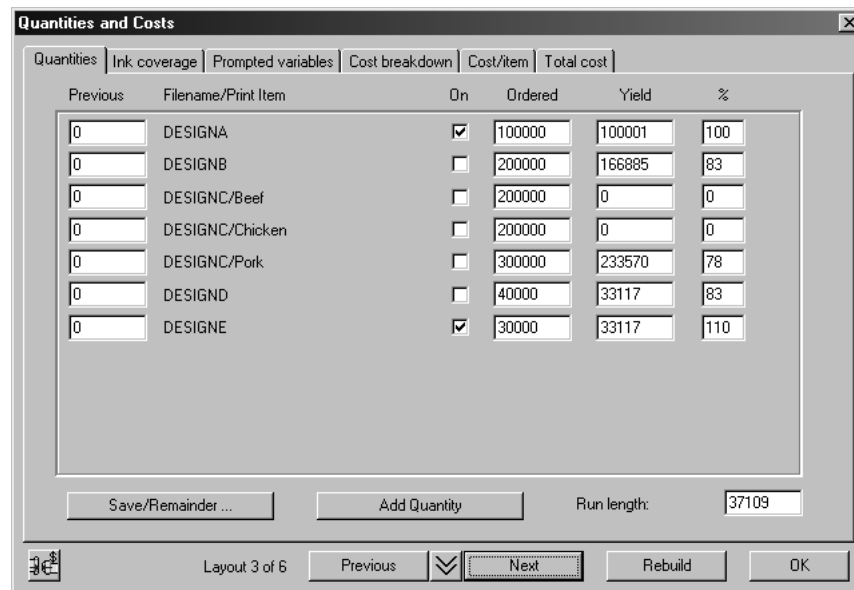 Quantities and Costs
Quantities Ink coverage Prompted variables Cost breakdown Cost/item Total cost
Previous Filename/Print Item On Ordered Yield %
0 DESIGNA 100000 100001 100
0 DESIGNB 200000 166885 83
0 DESIGNC/Beef 200000 0 0
0 DESIGNC/Chicken 200000 0 0
0 DESIGNC/Pork 300000 233570 78
0 DESIGND 40000 33117 83
0 DESIGNE 30000 33117 110
Save/Remainder ... Add Quantity Run length: 37109
Layout 3 of 6 Previous Next Rebuild OK